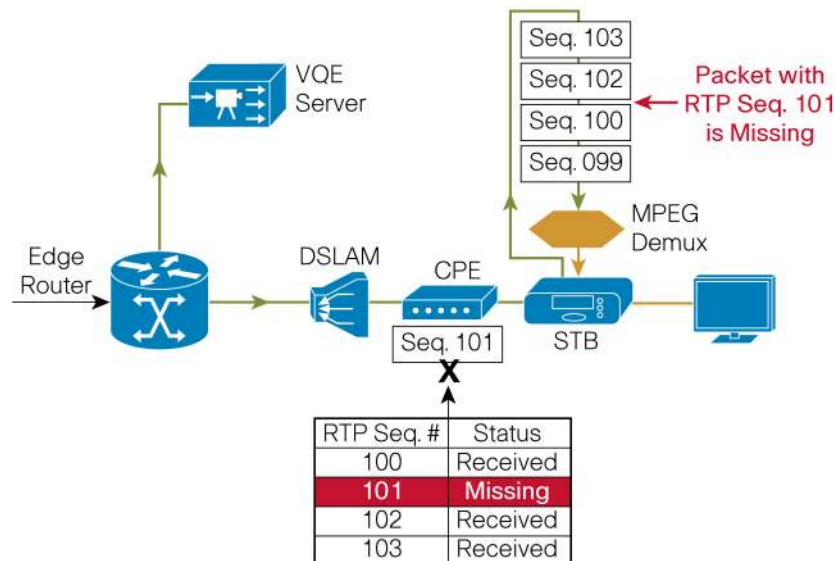 VQE
Server
Seq. 103
Seq. 102
Seq. 100
Seq. 099
Packet with
RTP Seq. 101
is Missing
MPEG
Demux
Edge
Router
DSLAM
CPE
STB
Seq. 101
X
RTP Seq. # Status
100 Received
101 Missing
102 Received
103 Received